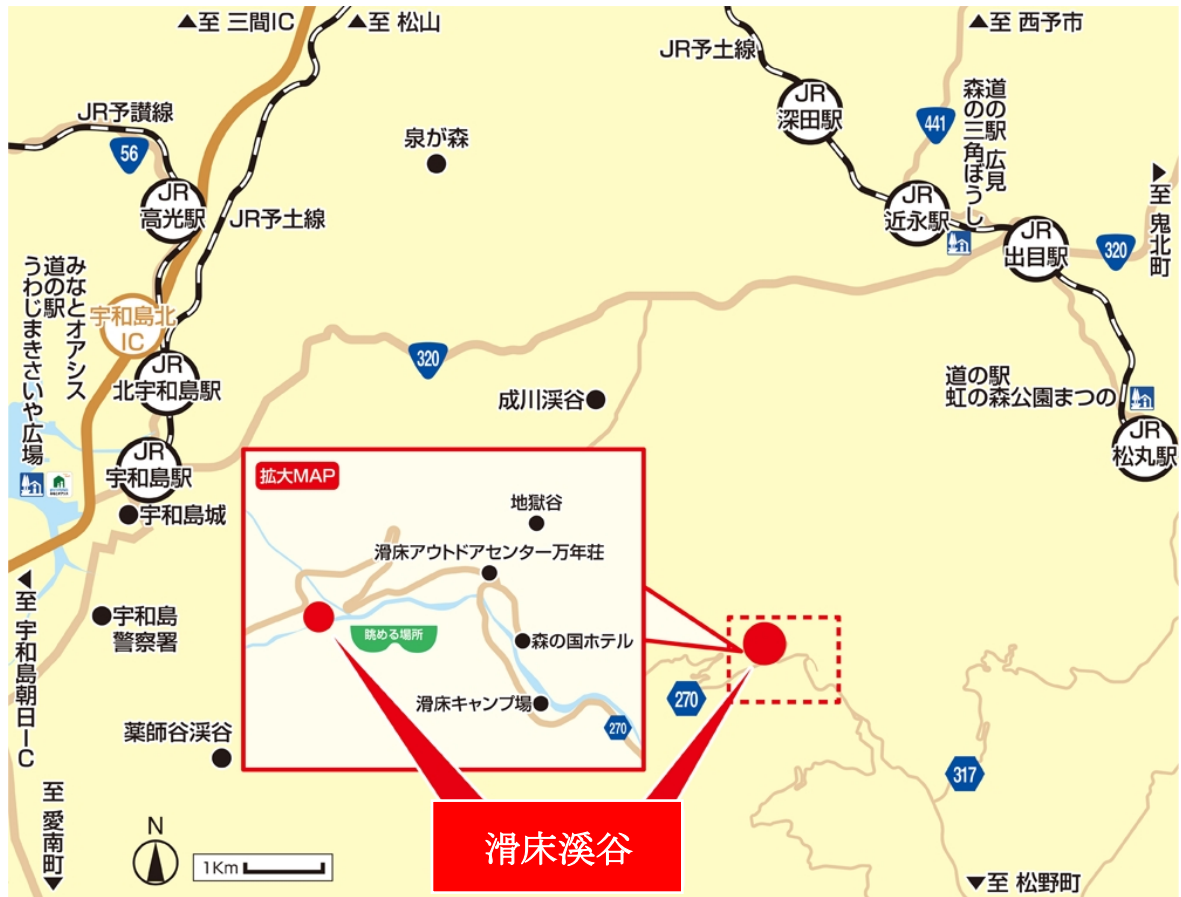 ▲至 三間IC
▲至 松山
JR予土線
▲至 西予市
JR予讃線
56
泉が森
JR
深田駅
441
道の駅 広見
森の三角ぼうし
▲至 鬼北町
JR
高光駅
JR予土線
JR
近永駅
JR
出目駅
320
みなとオアシス
道の駅
うわじまきさいや広場
宇和島北
IC
320
JR
北宇和島駅
成川渓谷
道の駅
虹の森公園まつの
JR
松丸駅
JR
宇和島駅
宇和島城
拡大MAP
地獄谷
滑床アウトドアセンター万年荘
眺める場所
森の国ホテル
滑床キャンプ場
270
▲至 宇和島朝日IC
宇和島
警察署
270
薬師谷渓谷
317
至 愛南町▼
N
1Km
滑床溪谷
▼至 松野町